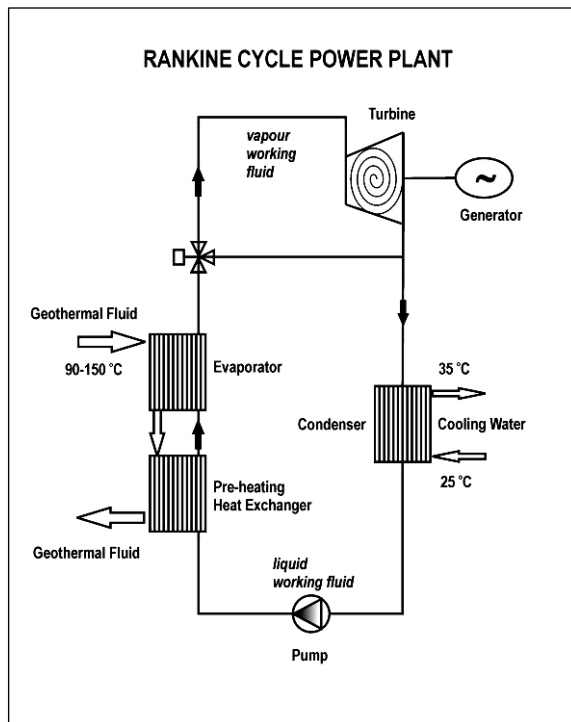 RANKINE CYCLE POWER PLANT
Turbine
vapour
working
fluid
~
Generator
Geothermal Fluid
90-150 °C
Evaporator
35 °C
Condenser
Cooling Water
25 °C
Pre-heating
Heat Exchanger
Geothermal Fluid
liquid
working fluid
Pump